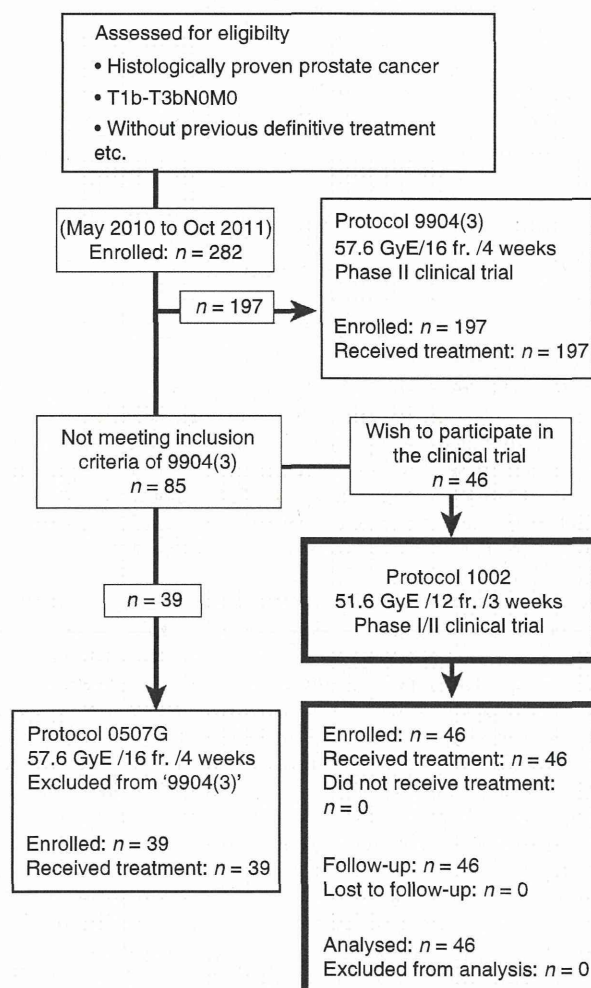 Assessed for eligibilty
• Histologically proven prostate cancer
• T1b-T3bN0M0
• Without previous definitive treatment
etc.
(May 2010 to Oct 2011)
Enrolled: n = 282
n = 197
Protocol 9904(3)
57.6 GyE/16 fr. /4 weeks
Phase II clinical trial
Enrolled: n = 197
Received treatment: n = 197
Not meeting inclusion
criteria of 9904(3)
n = 85
Wish to participate in
the clinical trial
n = 46
n = 39
Protocol 1002
51.6 GyE /12 fr. /3 weeks
Phase I/II clinical trial
Protocol 0507G
57.6 GyE /16 fr. /4 weeks
Excluded from '9904(3)'
Enrolled: n = 39
Received treatment: n = 39
Enrolled: n = 46
Received treatment: n = 46
Did not receive treatment:
n = 0
Follow-up: n = 46
Lost to follow-up: n = 0
Analysed: n = 46
Excluded from analysis: n = 0